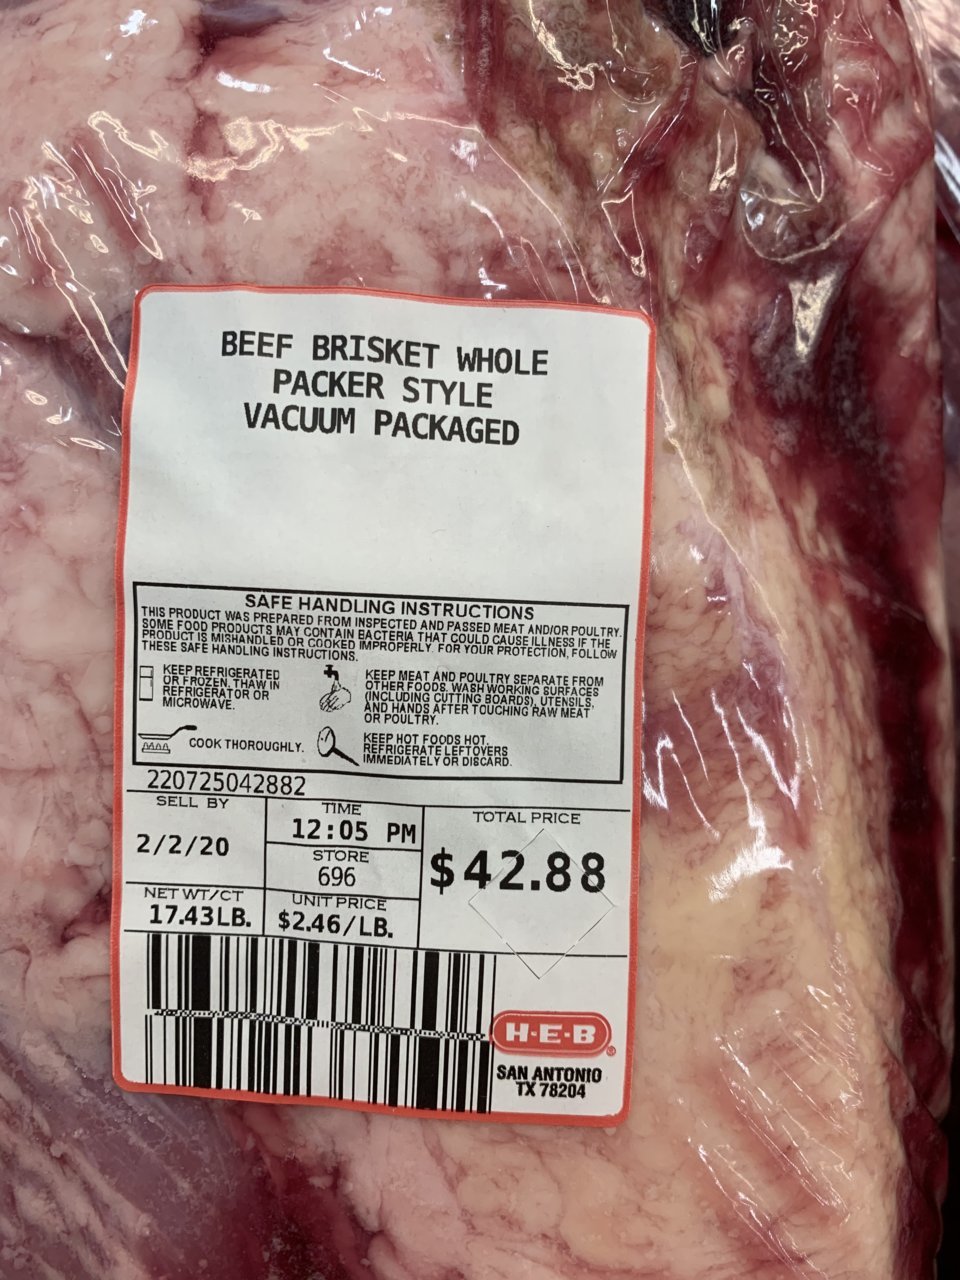 BEEF BRISKET WHOLE
PACKER STYLE
VACUUM PACKAGED
SAFE HANDLING INSTRUCTIONS
THIS PRODUCT WAS PREPARED FROM INSPECTED AND PASSED MEAT AND/OR POULTRY.
SOME FOOD PRODUCTS MAY CONTAIN BACTERIA THAT COULD CAUSE ILLNESS IF THE
PRODUCT IS MISHANDLED OR COOKED IMPROPERLY. FOR YOUR PROTECTION, FOLLOW
THESE SAFE HANDLING INSTRUCTIONS.
KEEP REFRIGERATED
OR FROZEN. THAW IN
REFRIGERATOR OR
MICROWAVE.
KEEP MEAT AND POULTRY SEPARATE FROM
OTHER FOODS. WASH WORKING SURFACES
(INCLUDING CUTTING BOARDS), UTENSILS,
AND HANDS AFTER TOUCHING RAW MEAT
OR POULTRY.
COOK THOROUGHLY.
KEEP HOT FOODS HOT.
REFRIGERATE LEFTOVERS
IMMEDIATELY OR DISCARD.
220725042882
SELL BY
2/2/20
TIME
12:05 PM
STORE
696
TOTAL PRICE
$42.88
NET WT/CT
17.43LB.
UNIT PRICE
$2.46/LB.
H-E-B
SAN ANTONIO
TX 78204